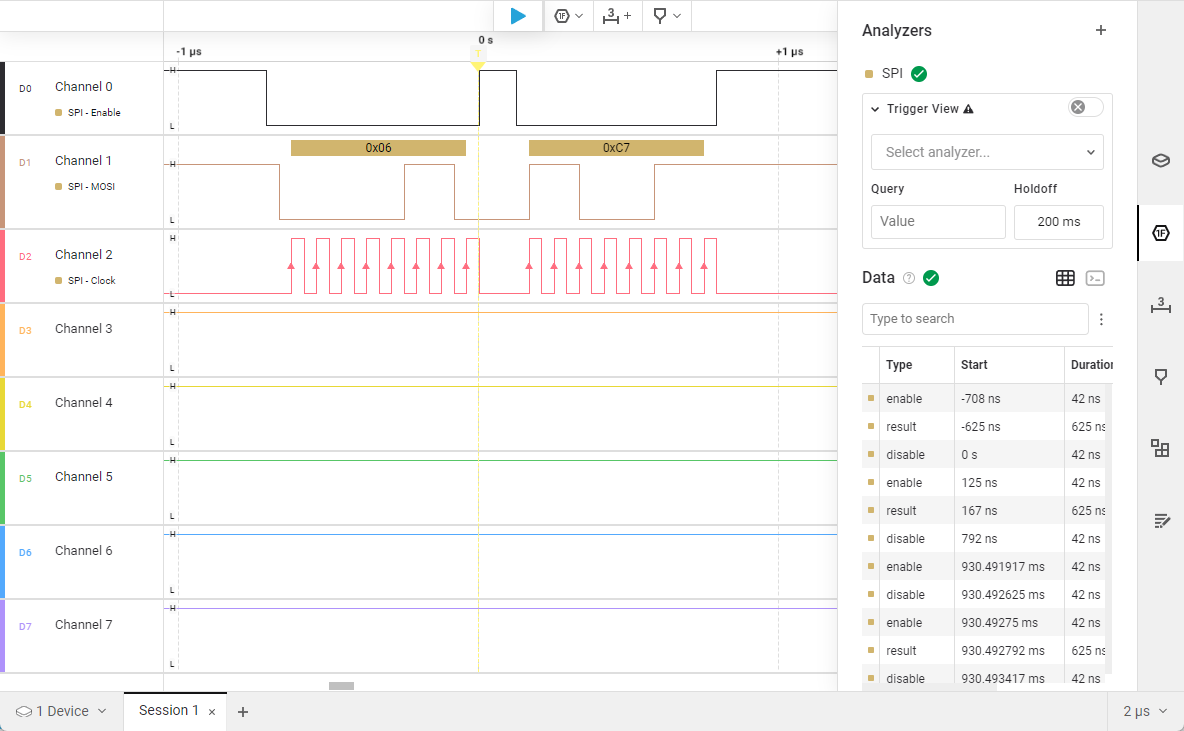 3 +
0 s
-1 µs
+1 µs
D0 Channel 0
SPI - Enable
H
L
D1 Channel 1
SPI - MOSI
H
L
0x06
0xC7
D2 Channel 2
SPI - Clock
H
L
D3 Channel 3
H
L
D4 Channel 4
H
L
D5 Channel 5
H
L
D6 Channel 6
H
L
D7 Channel 7
H
L
Analyzers +
SPI
Trigger View
Select analyzer...
Query Holdoff
Value 200 ms
Data ?
Type to search
Type Start Duration
enable -708 ns 42 ns
result -625 ns 625 ns
disable 0 s 42 ns
enable 125 ns 42 ns
result 167 ns 625 ns
disable 792 ns 42 ns
enable 930.491917 ms 42 ns
disable 930.492625 ms 42 ns
enable 930.49275 ms 42 ns
result 930.492792 ms 625 ns
disable 930.493417 ms 42 ns
1F
3
1 Device
Session 1 × +
2 µs